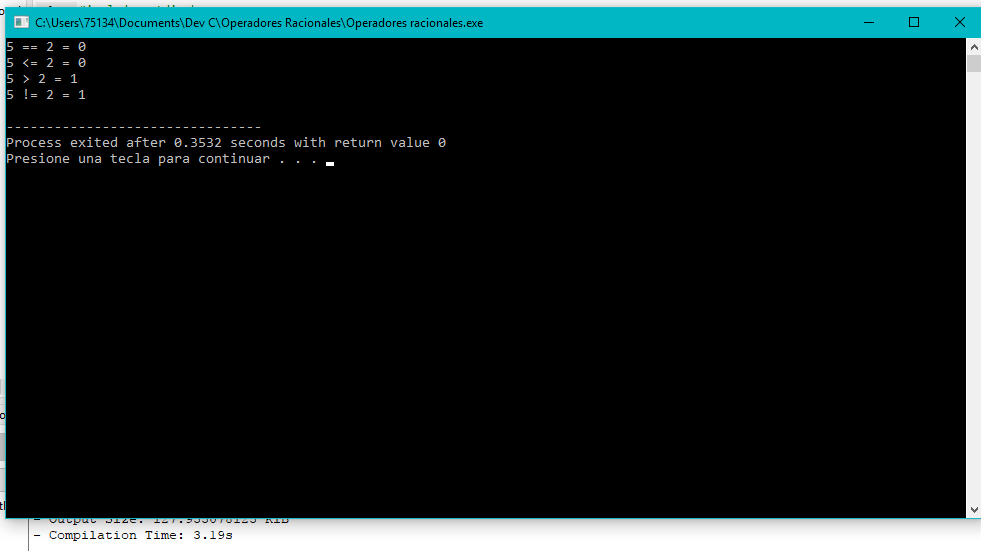 C:\Users\75134\Documents\Dev C\Operadores Racionales\Operadores racionales.exe
5 == 2 = 0
5 <= 2 = 0
5 > 2 = 1
5 != 2 = 1
--------------------------------
Process exited after 0.3532 seconds with return value 0
Presione una tecla para continuar . . .
- Output Size:
- Compilation Time: 3.19s